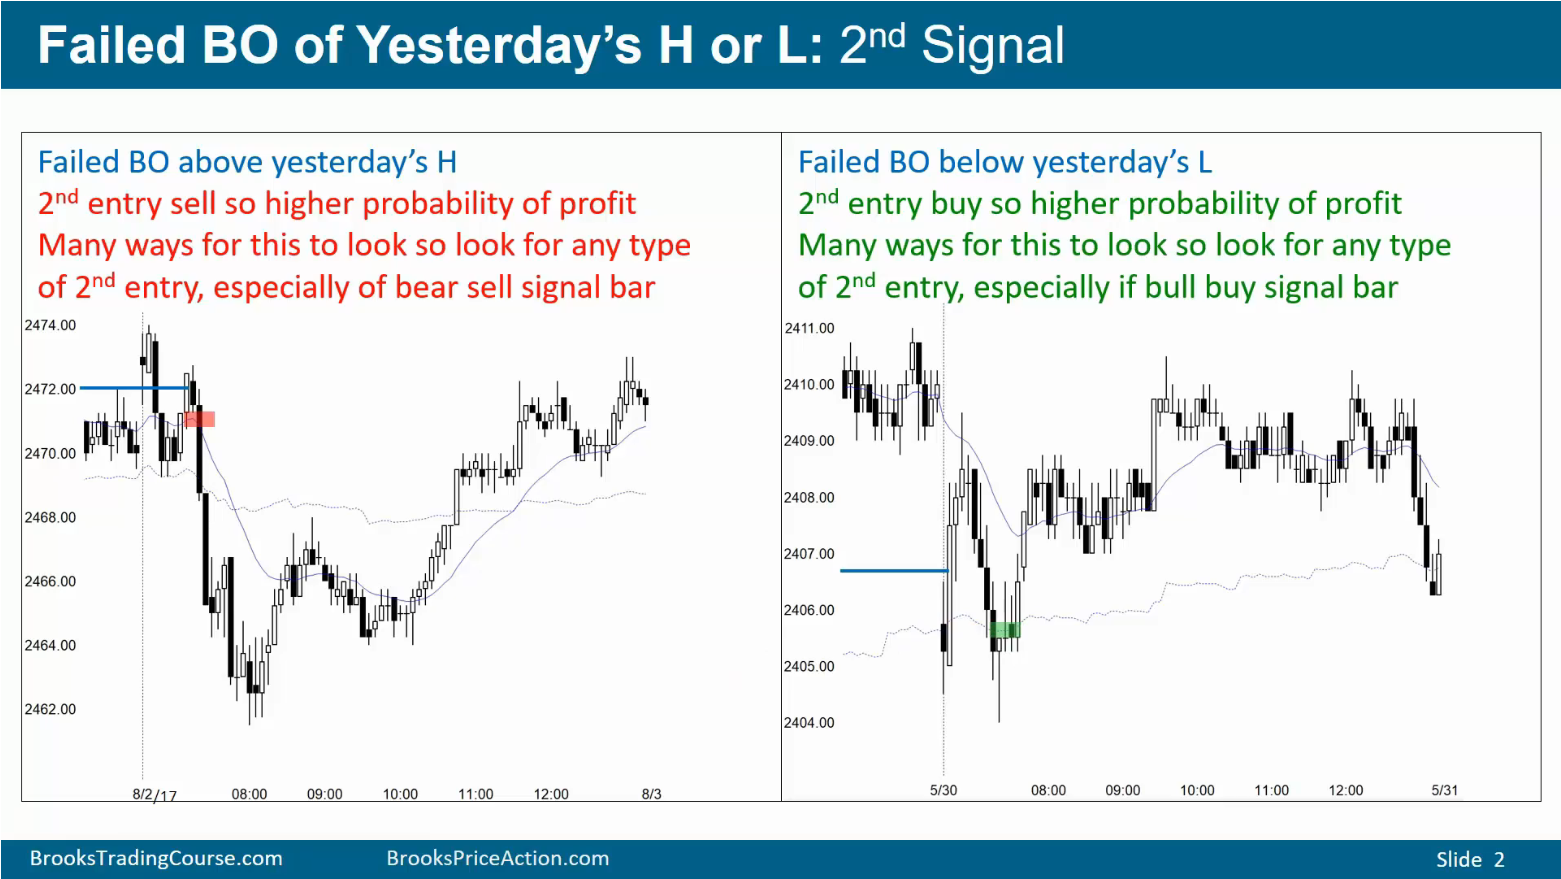 Failed BO of Yesterday's H or L: 2nd Signal
Failed BO above yesterday's H
2nd entry sell so higher probability of profit
Many ways for this to look so look for any type
of 2nd entry, especially of bear sell signal bar
2474.00
2472.00
2470.00
2468.00
2466.00
2464.00
2462.00
8/2/17 08:00 09:00 10:00 11:00 12:00 8/3
Failed BO below yesterday's L
2nd entry buy so higher probability of profit
Many ways for this to look so look for any type
of 2nd entry, especially if bull buy signal bar
2411.00
2410.00
2409.00
2408.00
2407.00
2406.00
2405.00
2404.00
5/30 08:00 09:00 10:00 11:00 12:00 5/31
BrooksTradingCourse.com BrooksPriceAction.com Slide 2